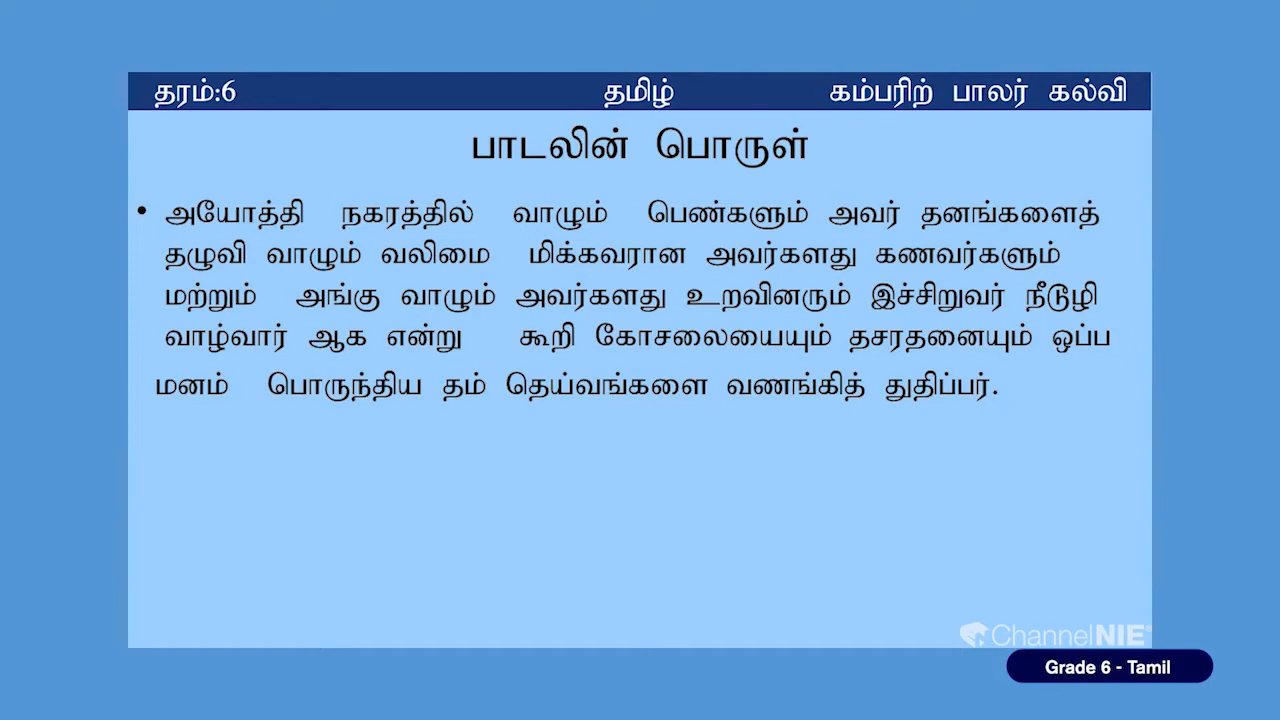 தரம்:6 தமிழ் கம்பரிற் பாலர் கல்வி
பாடலின் பொருள்
• அயோத்தி நகரத்தில் வாழும் பெண்களும் அவர் தனங்களைத்
தழுவி வாழும் வலிமை மிக்கவரான அவர்களது கணவர்களும்
மற்றும் அங்கு வாழும் அவர்களது உறவினரும் இச்சிறுவர் நீடூழி
வாழ்வார் ஆக என்று கூறி கோசலையையும் தசரதனையும் ஒப்ப
மனம் பொருந்திய தம் தெய்வங்களை வணங்கித் துதிப்பர்.
ChannelNIE
Grade 6 - Tamil